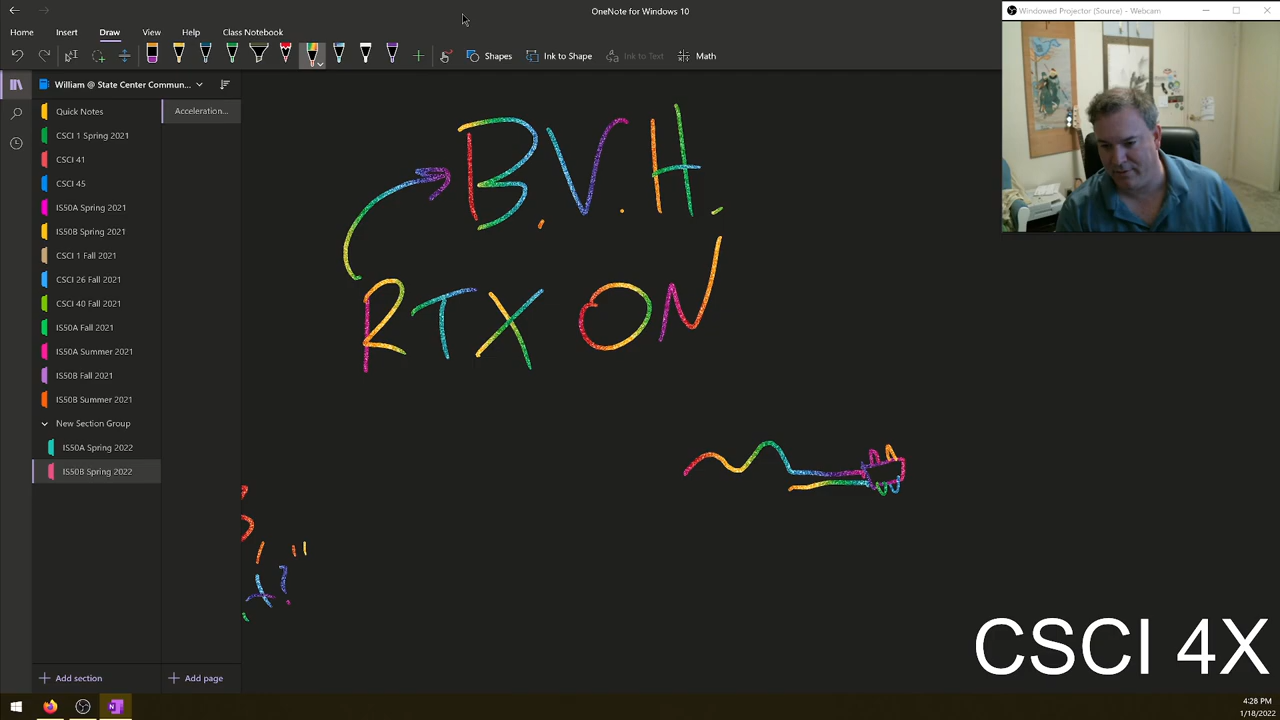 OneNote for Windows 10
Windowed Projector (Source) - Webcam
Home Insert Draw View Help Class Notebook
Shapes Ink to Shape Ink to Text Math
William @ State Center Commun...
Quick Notes
CSCI 1 Spring 2021
CSCI 41
CSCI 45
IS50A Spring 2021
IS50B Spring 2021
CSCI 1 Fall 2021
CSCI 26 Fall 2021
CSCI 40 Fall 2021
IS50A Fall 2021
IS50A Summer 2021
IS50B Fall 2021
IS50B Summer 2021
New Section Group
IS50A Spring 2022
IS50B Spring 2022
Acceleration...
B.V.H.
RTX ON
CSCI 4X
Add section
Add page
4:28 PM
1/18/2022